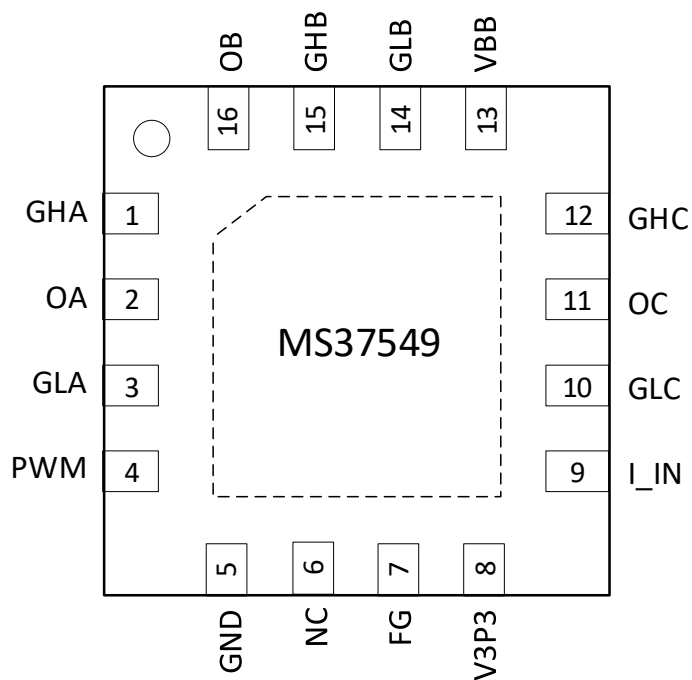 OB GHB GLB VBB
16 15 14 13
GHA 1 12 GHC
OA 2 11 OC
MS37549
GLA 3 10 GLC
PWM 4 9 I_IN
5 6 7 8
GND NC FG V3P3